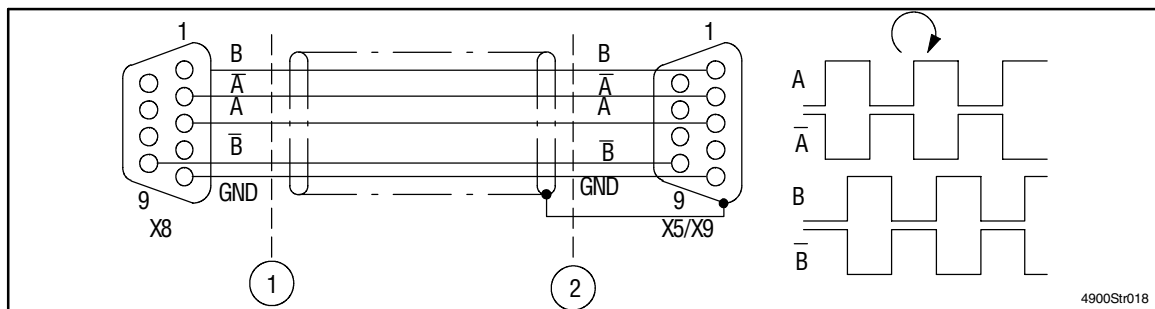 1
B
A̅
A
B̅
GND
9
X8
1
1
B
A̅
A
B̅
GND
9
X5/X9
2
A
A̅
B
B̅
4900Str018